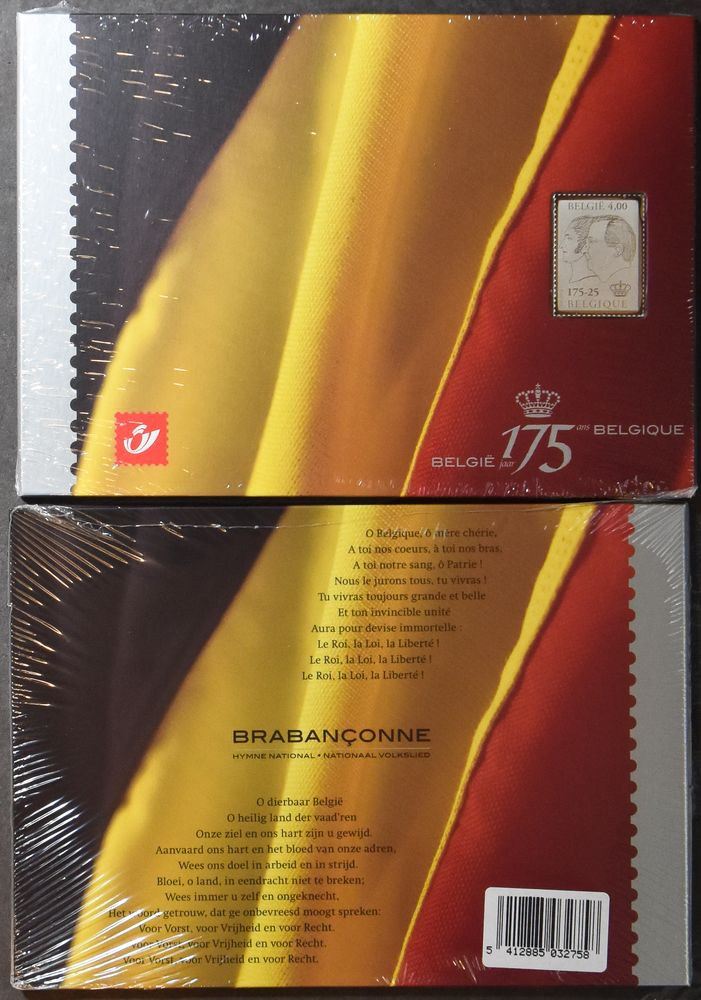 BELGIË 4,00
175-25
BELGIQUE
BELGIË jaar 175 ans BELGIQUE
O Belgique, ô mère chérie,
A toi nos coeurs, à toi nos bras,
A toi notre sang, ô Patrie !
Nous le jurons tous, tu vivras !
Tu vivras toujours grande et belle
Et ton invincible unité
Aura pour devise immortelle :
Le Roi, la Loi, la Liberté !
Le Roi, la Loi, la Liberté !
Le Roi, la Loi, la Liberté !
BRABANÇONNE
HYMNE NATIONAL • NATIONAAL VOLKSLIED
O dierbaar België
O heilig land der vaad'ren
Onze ziel en ons hart zijn u gewijd.
Aanvaard ons hart en het bloed van onze adren,
Wees ons doel in arbeid en in strijd.
Bloei, o land, in eendracht niet te breken;
Wees immer u zelf en ongeknecht,
Het woord getrouw, dat ge onbevreesd moogt spreken:
Voor Vorst, voor Vrijheid en voor Recht.
Voor Vorst, voor Vrijheid en voor Recht.
Voor Vorst, voor Vrijheid en voor Recht.
5 412885 032758